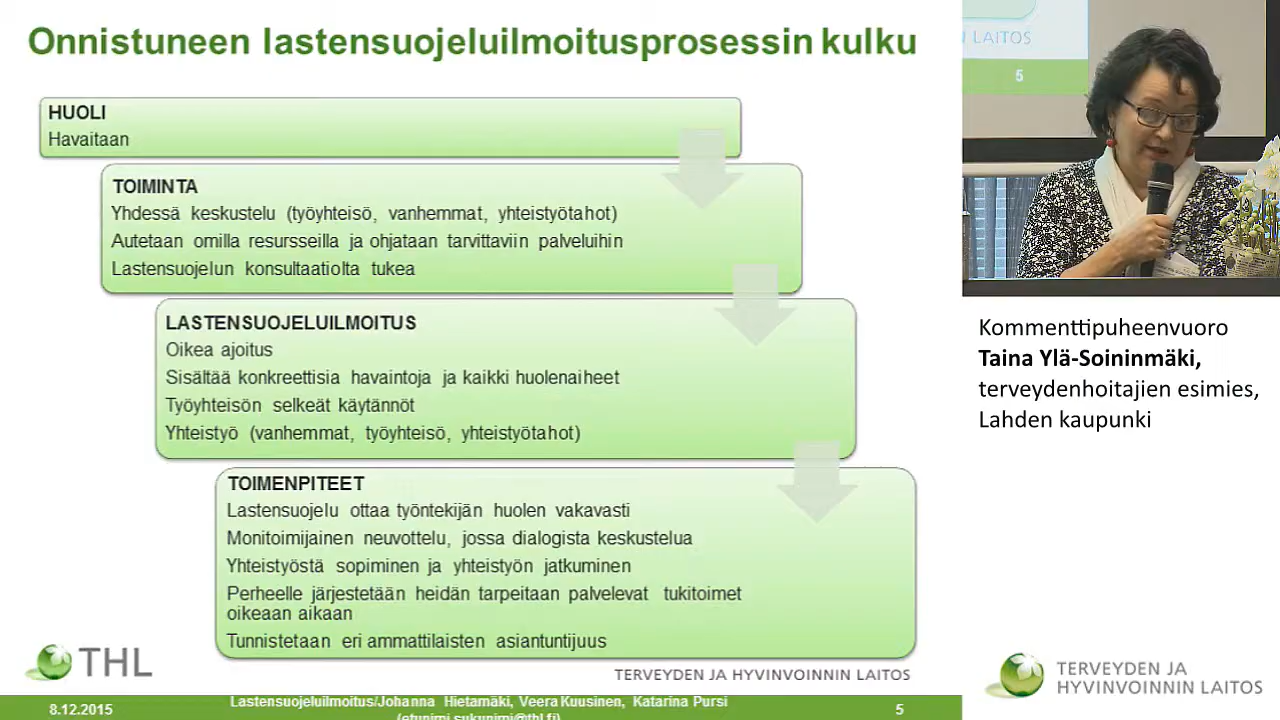 Onnistuneen lastensuojeluilmoitusprosessin kulku
HUOLI
Havaitaan
TOIMINTA
Yhdessä keskustelu (työyhteisö, vanhemmat, yhteistyötahot)
Autetaan omilla resursseilla ja ohjataan tarvittaviin palveluihin
Lastensuojelun konsultaatiolta tukea
LASTENSUOJELUILMOITUS
Oikea ajoitus
Sisältää konkreettisia havaintoja ja kaikki huolenaiheet
Työyhteisön selkeät käytännöt
Yhteistyö (vanhemmat, työyhteisö, yhteistyötahot)
TOIMENPITEET
Lastensuojelu ottaa työntekijän huolen vakavasti
Monitoimijainen neuvottelu, jossa dialogista keskustelua
Yhteistyöstä sopiminen ja yhteistyön jatkuminen
Perheelle järjestetään heidän tarpeitaan palvelevat tukitoimet
oikeaan aikaan
Tunnistetaan eri ammattilaisten asiantuntijuus
THL
TERVEYDEN JA HYVINVOINNIN LAITOS
8.12.2015
Lastensuojeluilmoitus/Johanna Hietamäki, Veera Kuusinen, Katarina Pursi
(etunimi.sukunimi@thl.fi)
5
LAITOS
5
Kommenttipuheenvuoro
Taina Ylä-Soininmäki,
terveydenhoitajien esimies,
Lahden kaupunki
TERVEYDEN JA
HYVINVOINNIN LAITOS